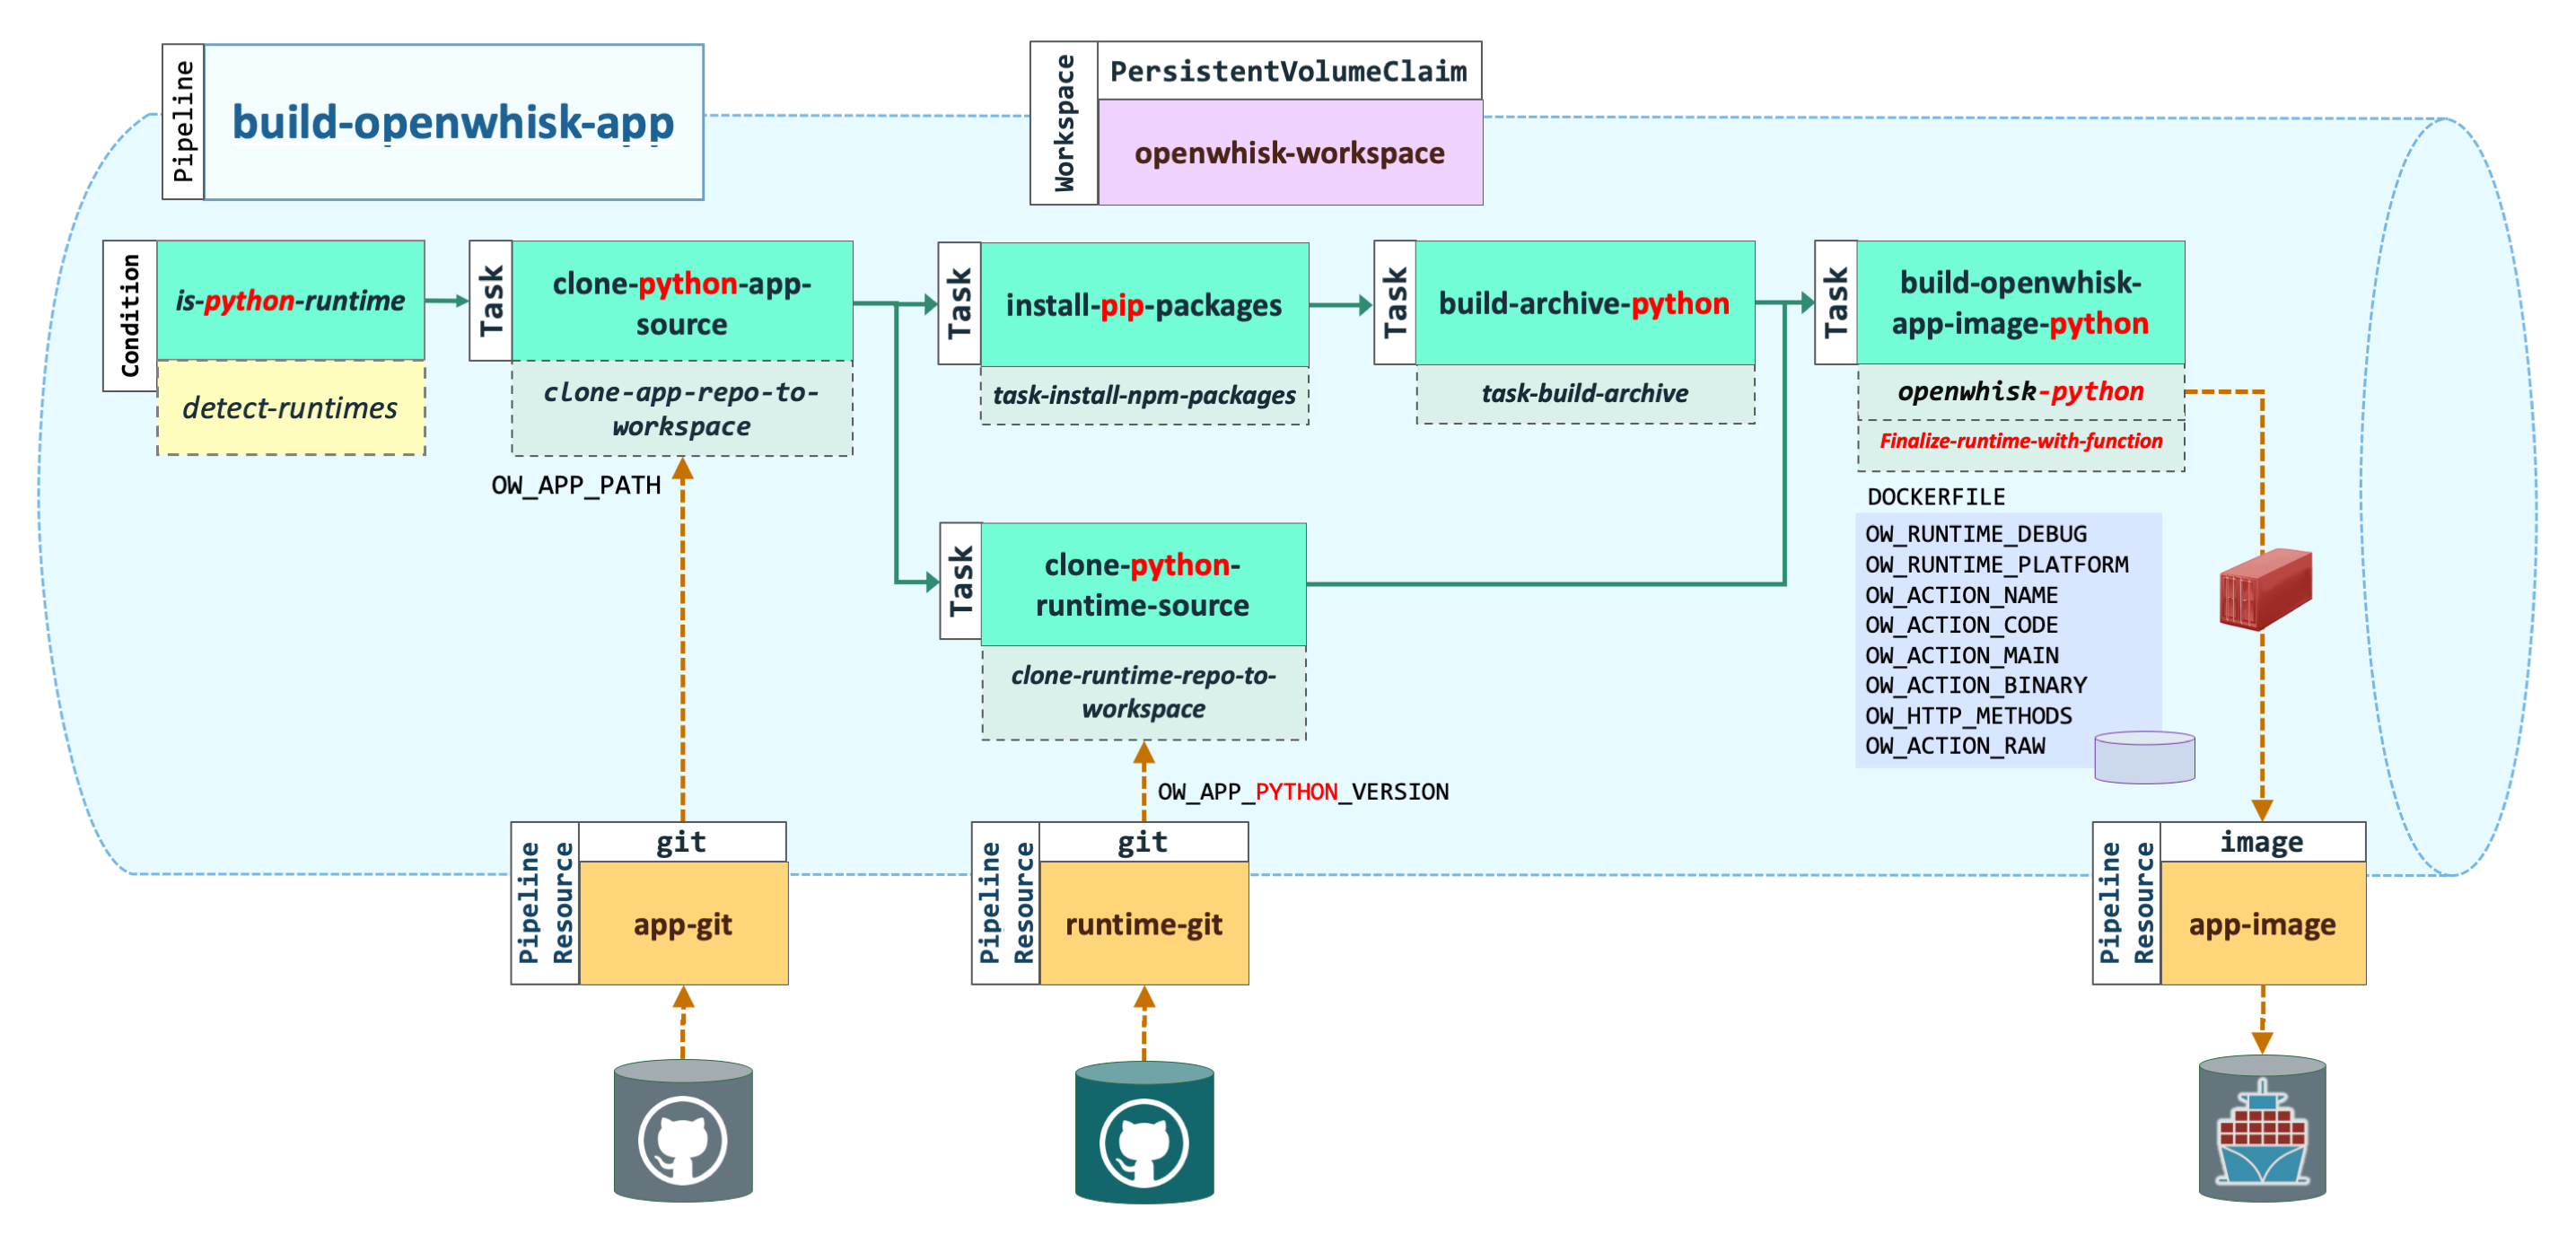 Pipeline
build-openwhisk-app
Workspace
PersistentVolumeClaim
openwhisk-workspace
Condition
is-python-runtime
detect-runtimes
Task
clone-python-app-
source
clone-app-repo-to-
workspace
Task
install-pip-packages
task-install-npm-packages
Task
build-archive-python
task-build-archive
Task
build-openwhisk-
app-image-python
openwhisk-python
Finalize-runtime-with-function
OW_APP_PATH
Task
clone-python-
runtime-source
clone-runtime-repo-to-
workspace
OW_APP_PYTHON_VERSION
DOCKERFILE
OW_RUNTIME_DEBUG
OW_RUNTIME_PLATFORM
OW_ACTION_NAME
OW_ACTION_CODE
OW_ACTION_MAIN
OW_ACTION_BINARY
OW_HTTP_METHODS
OW_ACTION_RAW
Pipeline
Resource
git
app-git
Pipeline
Resource
git
runtime-git
Pipeline
Resource
image
app-image